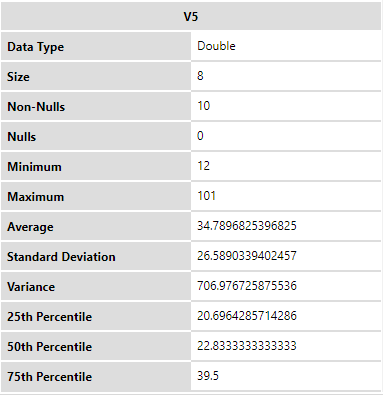 V5
Data Type Double
Size 8
Non-Nulls 10
Nulls 0
Minimum 12
Maximum 101
Average 34.7896825396825
Standard Deviation 26.5890339402457
Variance 706.976725875536
25th Percentile 20.6964285714286
50th Percentile 22.8333333333333
75th Percentile 39.5